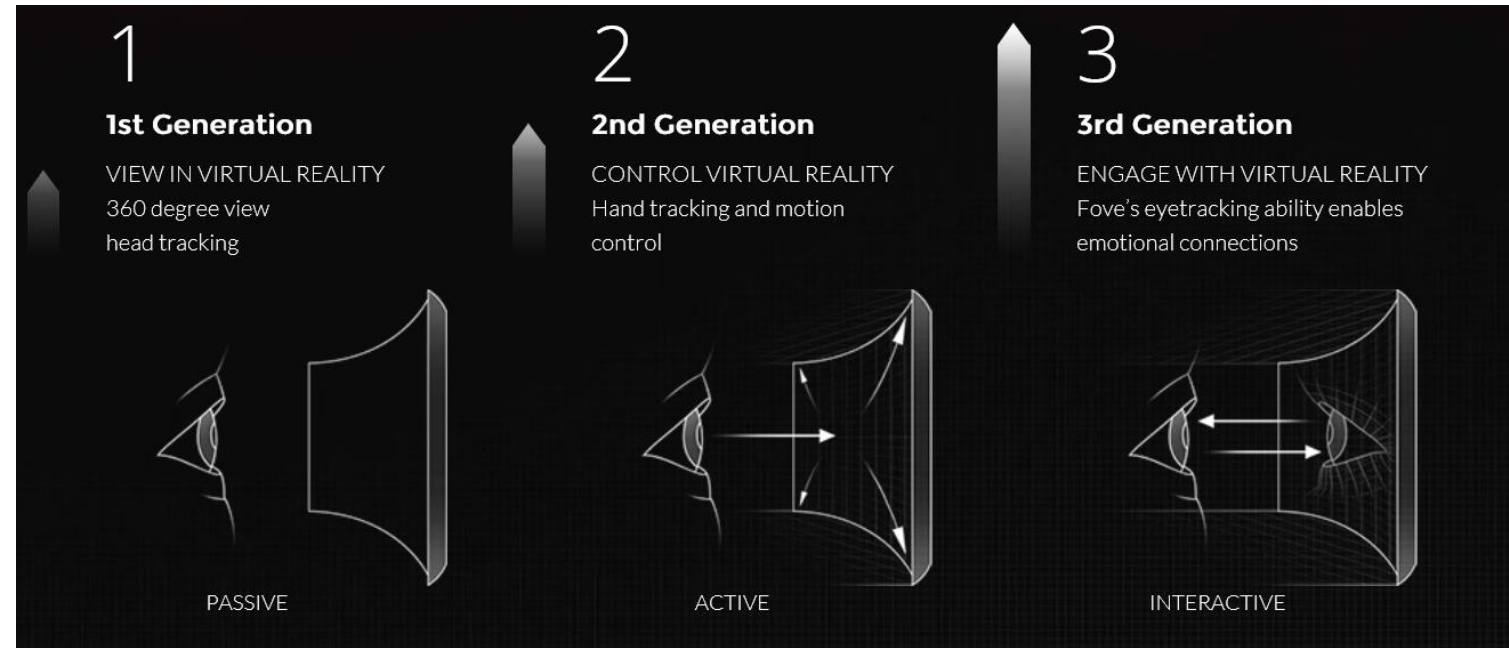 1
1st Generation
VIEW IN VIRTUAL REALITY
360 degree view
head tracking
PASSIVE
2
2nd Generation
CONTROL VIRTUAL REALITY
Hand tracking and motion
control
ACTIVE
3
3rd Generation
ENGAGE WITH VIRTUAL REALITY
Fove's eyetracking ability enables
emotional connections
INTERACTIVE